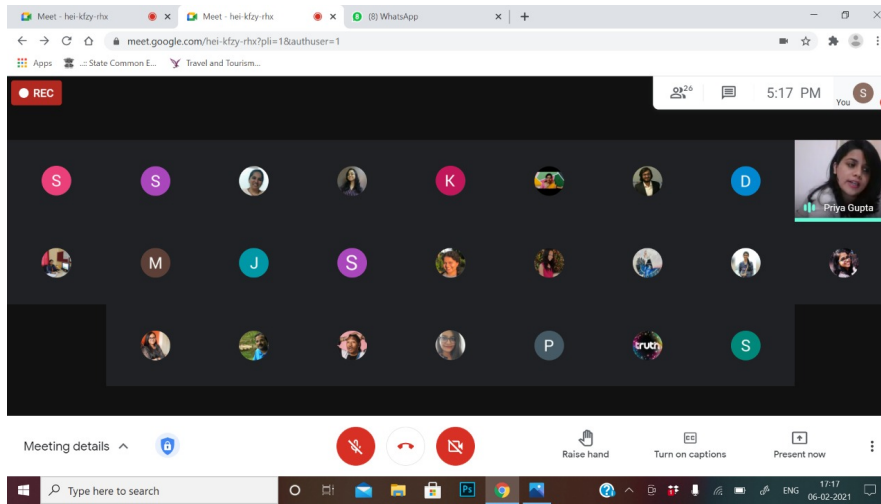 Meet - hei-kfzy-rhx
Meet - hei-kfzy-rhx
(8) WhatsApp
meet.google.com/hei-kfzy-rhx?pli=1&authuser=1
Apps
..:: State Common E...
Travel and Tourism...
REC
26
5:17 PM
You
S
S
S
K
D
Priya Gupta
M
J
S
P
truth
S
Meeting details
Raise hand
CC
Turn on captions
Present now
Type here to search
Ps
ENG
17:17
06-02-2021